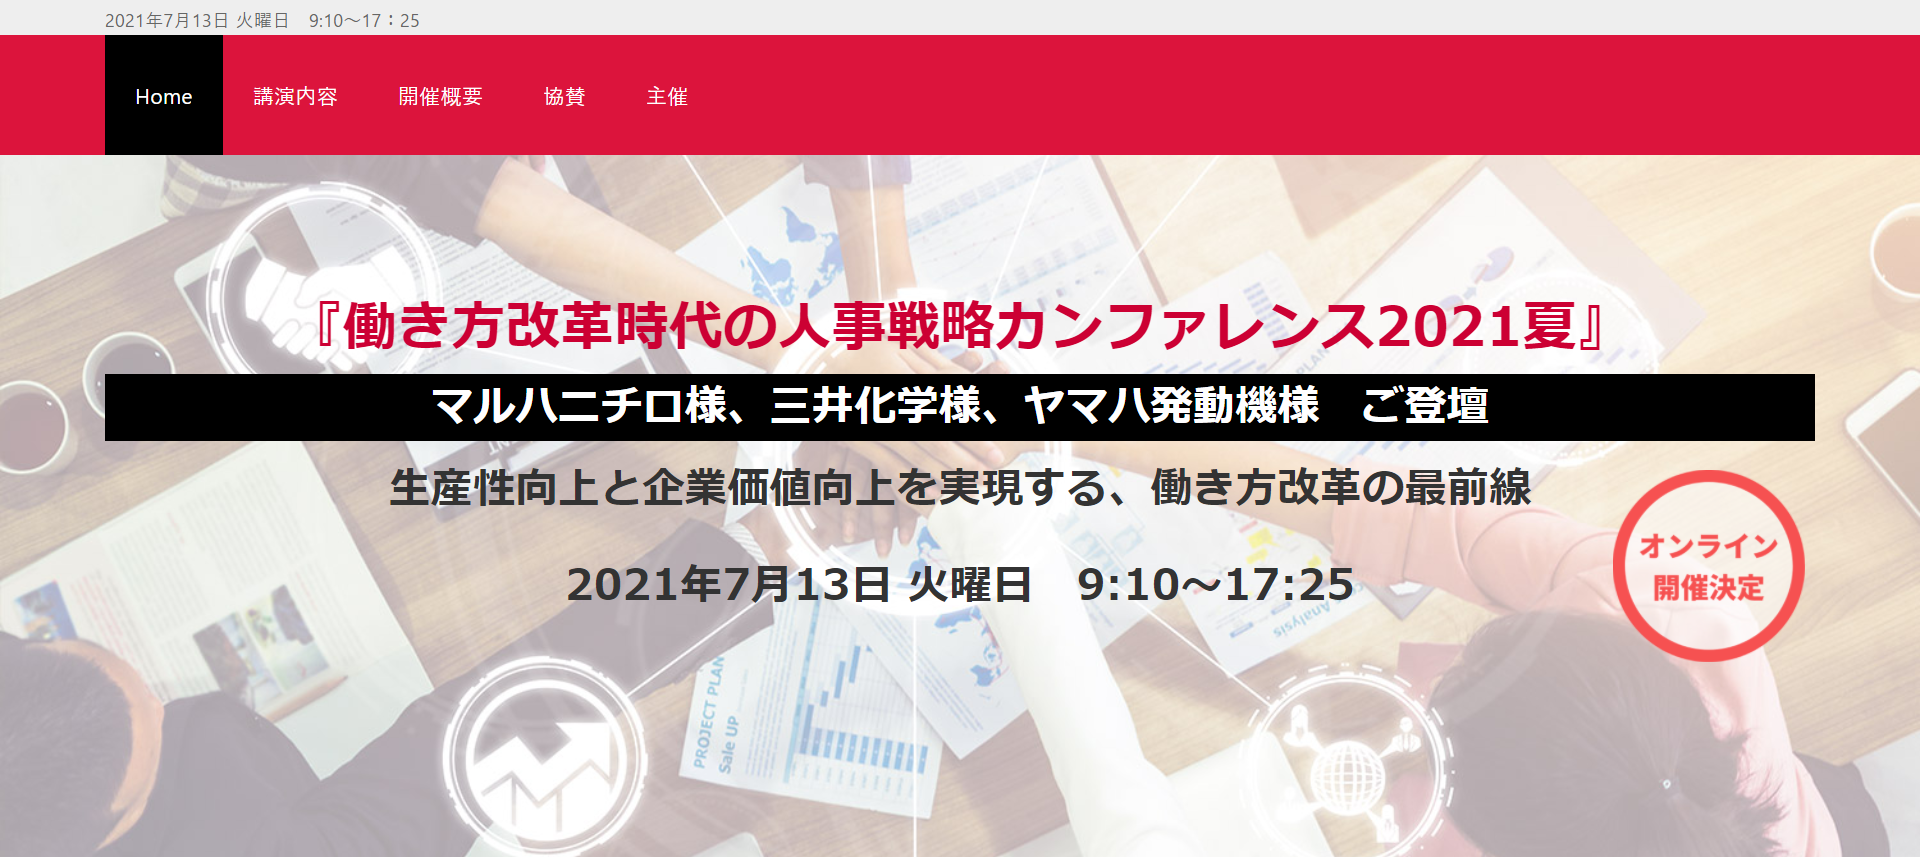 2021年7月13日 火曜日　9:10～17：25
Home
講演内容
開催概要
協賛
主催
『働き方改革時代の人事戦略カンファレンス2021夏』
マルハニチロ様、三井化学様、ヤマハ発動機様　ご登壇
生産性向上と企業価値向上を実現する、働き方改革の最前線
2021年7月13日 火曜日　9:10～17:25
オンライン
開催決定
PROJECT PLAN
Sale UP
Analysis